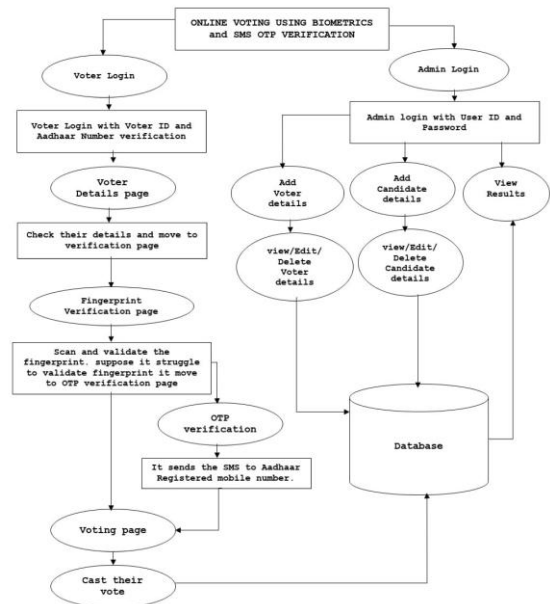 ONLINE VOTING USING BIOMETRICS
and SMS OTP VERIFICATION
Voter Login
Admin Login
Voter Login with Voter ID and
Aadhaar Number verification
Admin login with User ID and
Password
Voter
Details page
Add
Voter
details
Add
Candidate
details
View
Results
Check their details and move to
verification page
view/Edit/
Delete
Voter
details
view/Edit/
Delete
Candidate
details
Fingerprint
Verification page
Scan and validate the
fingerprint. suppose it struggle
to validate fingerprint it move
to OTP verification page
OTP
verification
Database
It sends the SMS to Aadhaar
Registered mobile number.
Voting page
Cast their
vote